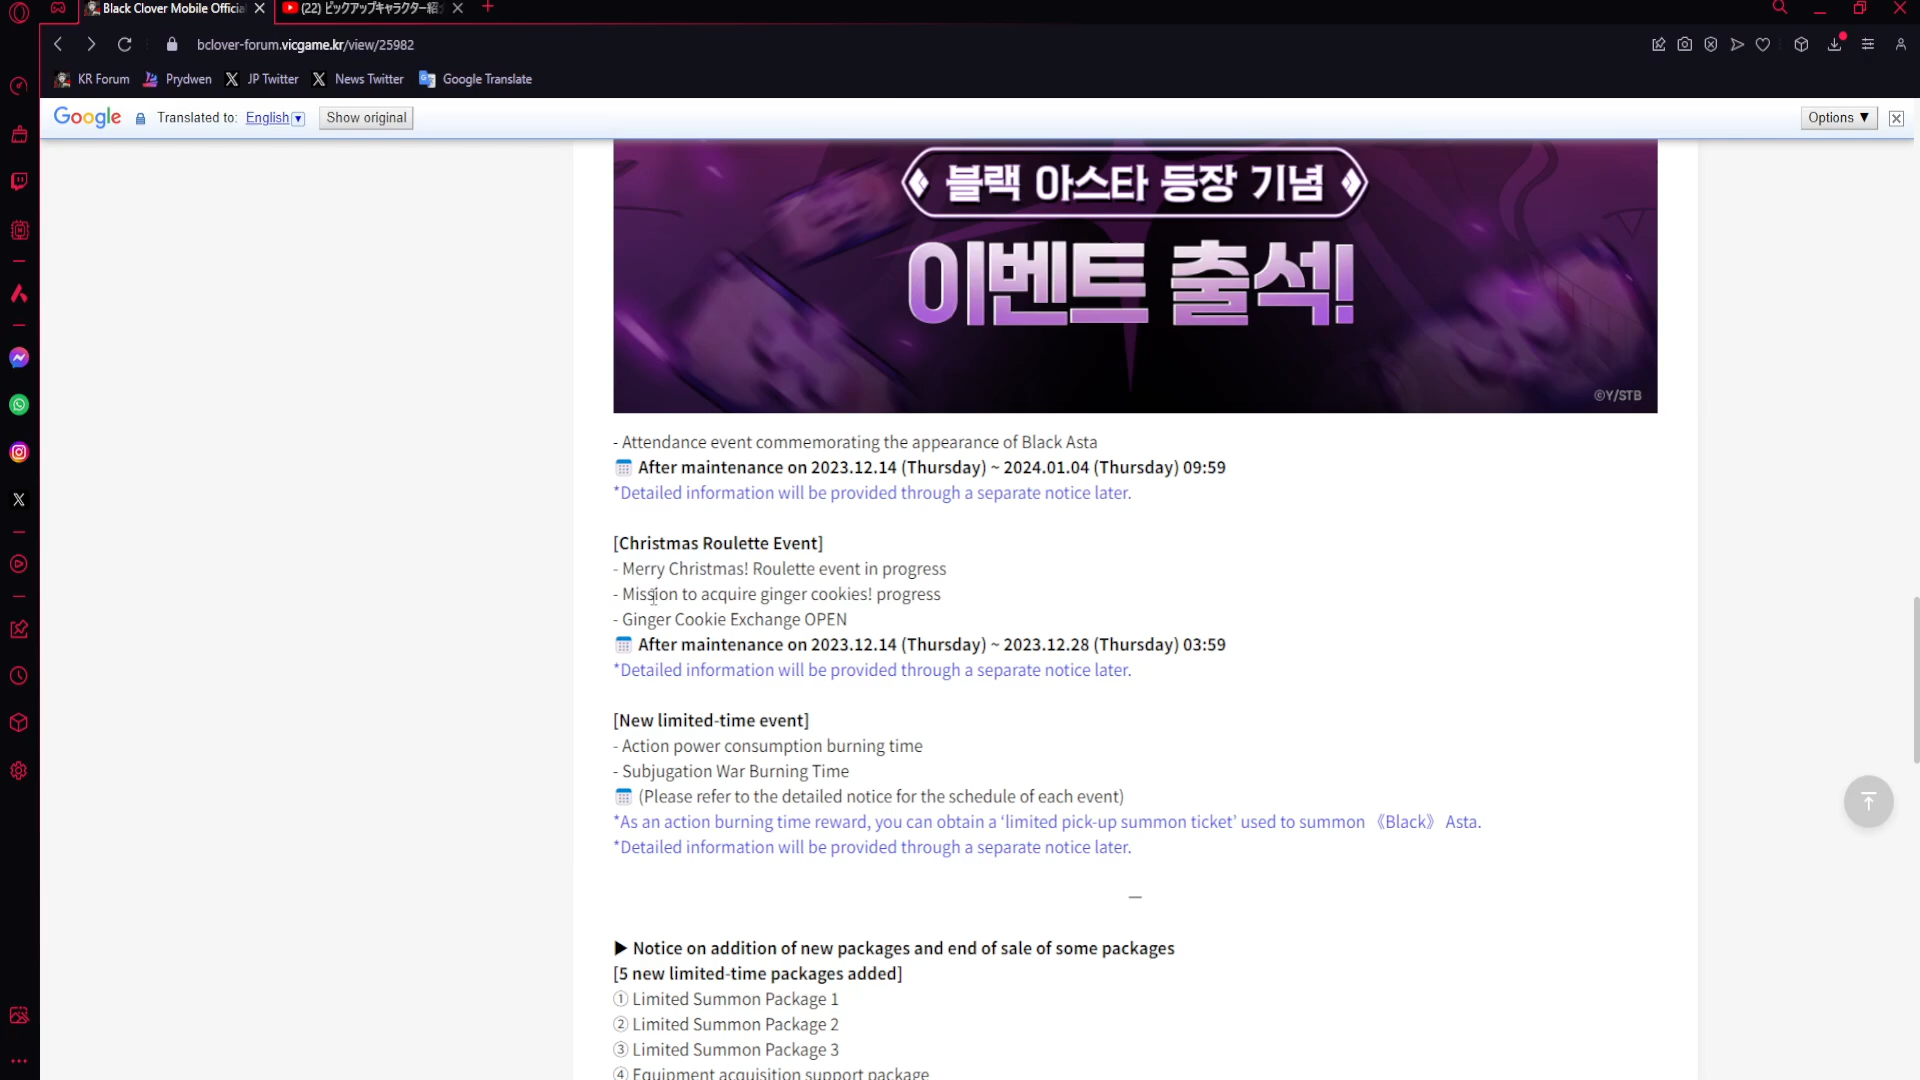 Black Clover Mobile Officia
(22) ピックアップキャラクター紹
bclover-forum.vicgame.kr/view/25982
KR Forum
Prydwen
JP Twitter
News Twitter
Google Translate
Google
Translated to: English
Show original
Options ▼
블랙 아스타 등장 기념
이벤트 출석!
©Y/STB
- Attendance event commemorating the appearance of Black Asta
After maintenance on 2023.12.14 (Thursday) ~ 2024.01.04 (Thursday) 09:59
*Detailed information will be provided through a separate notice later.
[Christmas Roulette Event]
- Merry Christmas! Roulette event in progress
- Mission to acquire ginger cookies! progress
- Ginger Cookie Exchange OPEN
After maintenance on 2023.12.14 (Thursday) ~ 2023.12.28 (Thursday) 03:59
*Detailed information will be provided through a separate notice later.
[New limited-time event]
- Action power consumption burning time
- Subjugation War Burning Time
(Please refer to the detailed notice for the schedule of each event)
*As an action burning time reward, you can obtain a ‘limited pick-up summon ticket’ used to summon 《Black》 Asta.
*Detailed information will be provided through a separate notice later.
—
▶ Notice on addition of new packages and end of sale of some packages
[5 new limited-time packages added]
① Limited Summon Package 1
② Limited Summon Package 2
③ Limited Summon Package 3
④ Equipment acquisition support package